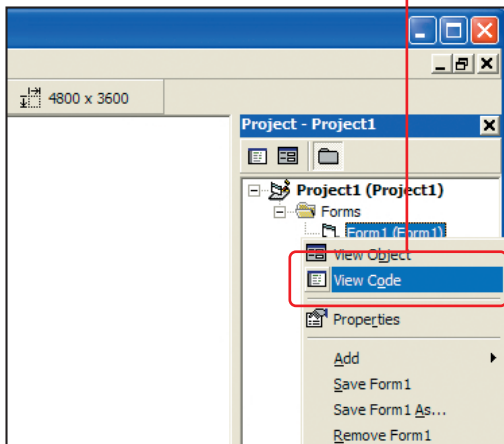 4800 x 3600
Project - Project1
Project1 (Project1)
Forms
Form1 (Form1)
View Object
View Code
Properties
Add
Save Form1
Save Form1 As...
Remove Form1